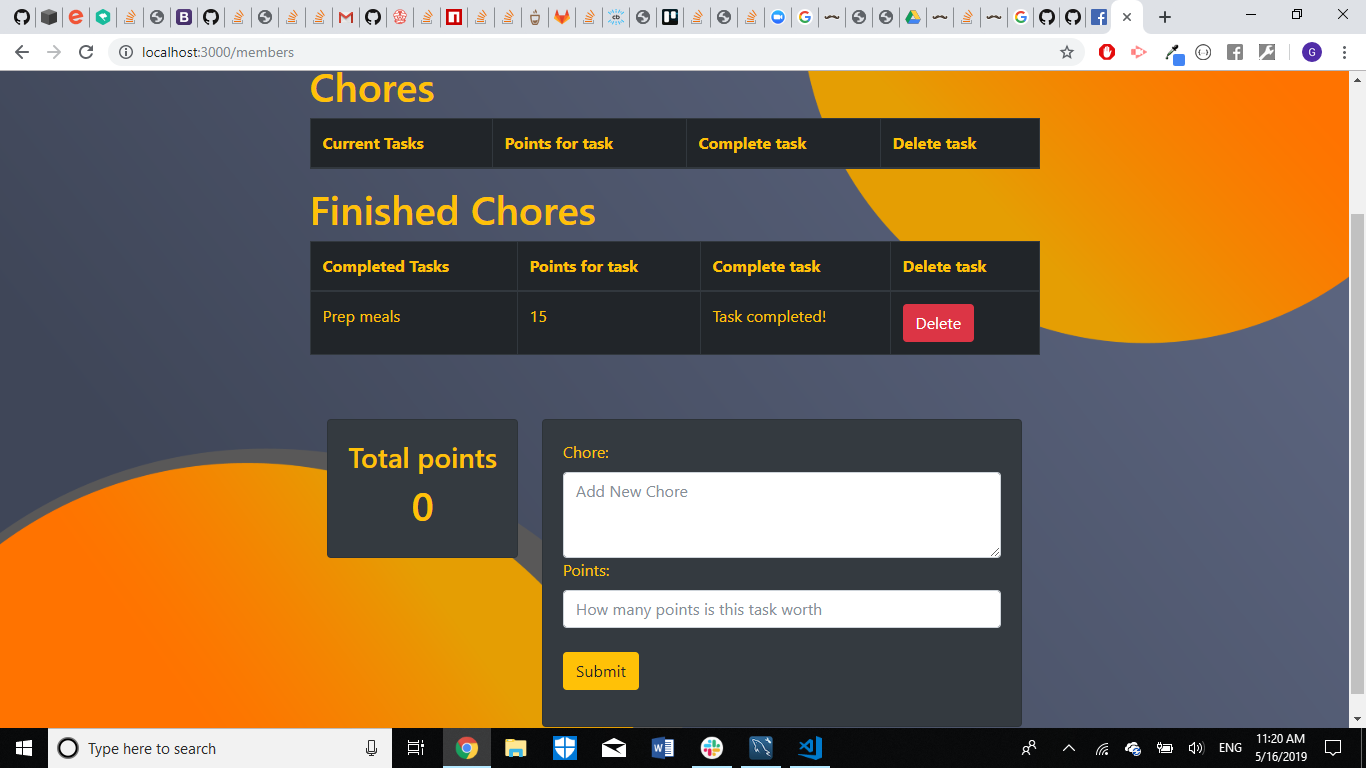 localhost:3000/members
G
Chores
Current Tasks Points for task Complete task Delete task
Finished Chores
Completed Tasks Points for task Complete task Delete task
Prep meals 15 Task completed! Delete
Total points
0
Chore:
Add New Chore
Points:
How many points is this task worth
Submit
Type here to search
ENG
11:20 AM
5/16/2019